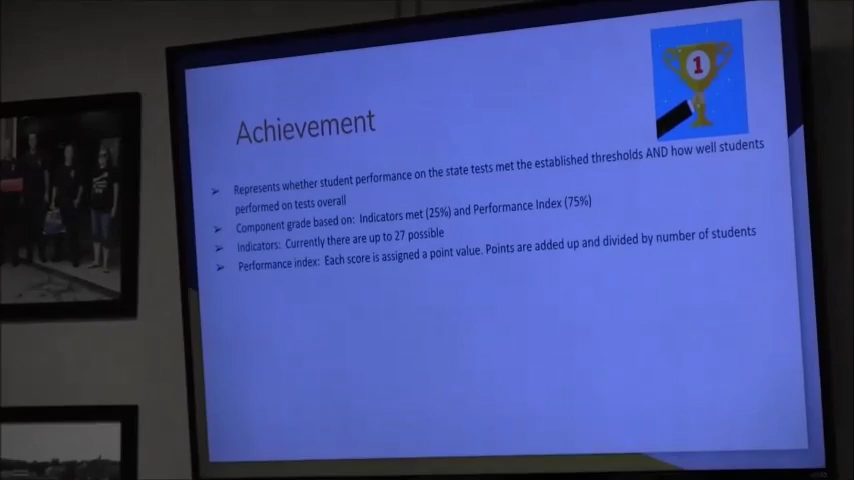 1
Achievement
➢ Represents whether student performance on the state tests met the established thresholds AND how well students
performed on tests overall
➢ Component grade based on: Indicators met (25%) and Performance Index (75%)
➢ Indicators: Currently there are up to 27 possible
➢ Performance index: Each score is assigned a point value. Points are added up and divided by number of students